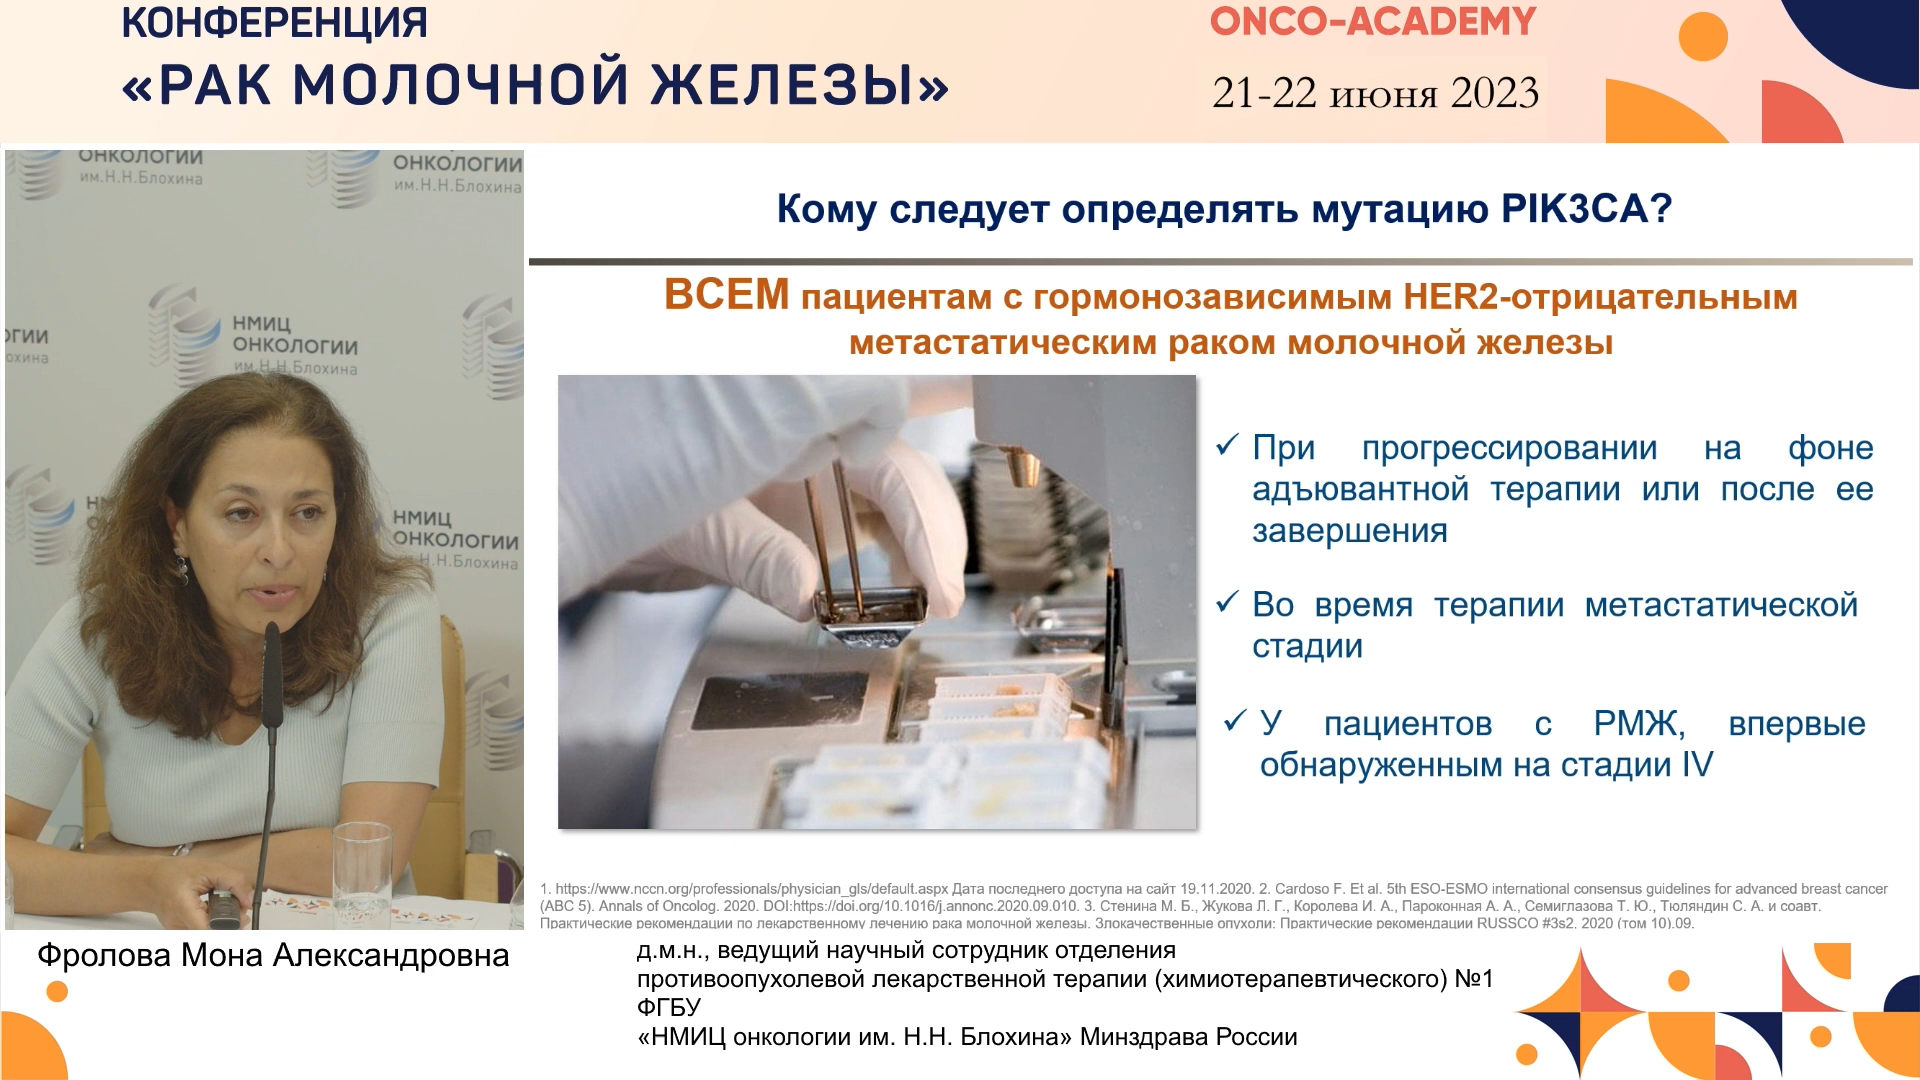 КОНФЕРЕНЦИЯ
«РАК МОЛОЧНОЙ ЖЕЛЕЗЫ»
ONCO-ACADEMY
21-22 июня 2023
ОНКОЛОГИИ
им.Н.Н.Блохина
ОНКОЛОГИИ
им.Н.Н.Блохина
НМИЦ
ОНКОЛОГИИ
им.Н.Н.Блохина
НМИЦ
ОНКОЛОГИИ
Н.Н.Блохина
Кому следует определять мутацию PIK3CA?
ВСЕМ пациентам с гормонозависимым HER2-отрицательным
метастатическим раком молочной железы
✓ При прогрессировании на фоне
адъювантной терапии или после ее
завершения
✓ Во время терапии метастатической
стадии
✓ У пациентов с РМЖ, впервые
обнаруженным на стадии IV
1. https://www.nccn.org/professionals/physician_gls/default.aspx Дата последнего доступа на сайт 19.11.2020. 2. Cardoso F. Et al. 5th ESO-ESMO international consensus guidelines for advanced breast cancer
(ABC 5). Annals of Oncolog. 2020. DOI:https://doi.org/10.1016/j.annonc.2020.09.010. 3. Стенина М. Б., Жукова Л. Г., Королева И. А., Пароконная А. А., Семиглазова Т. Ю., Тюляндин С. А. и соавт.
Практические рекомендации по лекарственному лечению рака молочной железы. Злокачественные опухоли: Практические рекомендации RUSSCO #3s2, 2020 (том 10).09.
Фролова Мона Александровна
д.м.н., ведущий научный сотрудник отделения
противоопухолевой лекарственной терапии (химиотерапевтического) №1
ФГБУ
«НМИЦ онкологии им. Н.Н. Блохина» Минздрава России